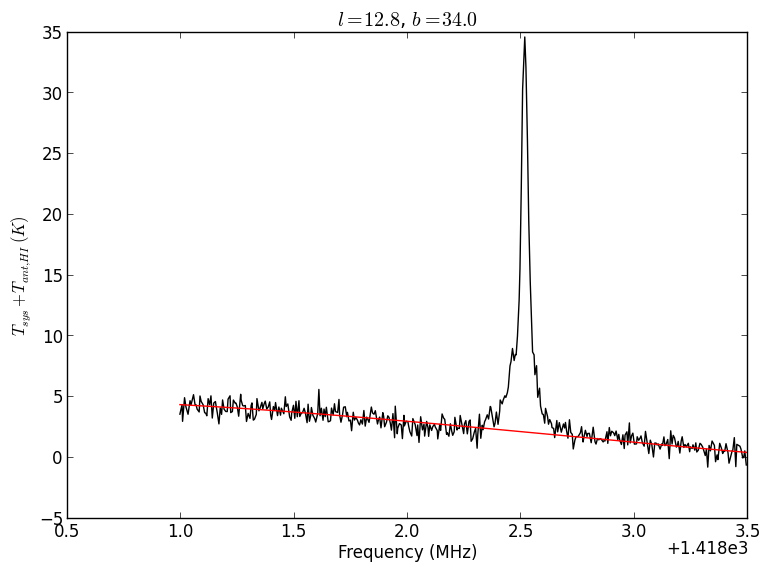 l = 12.8, b = 34.0
35
30
25
20
15
10
5
0
−5
T_sys + T_ant,HI (K)
0.5 1.0 1.5 2.0 2.5 3.0 3.5
Frequency (MHz)
+1.418e3